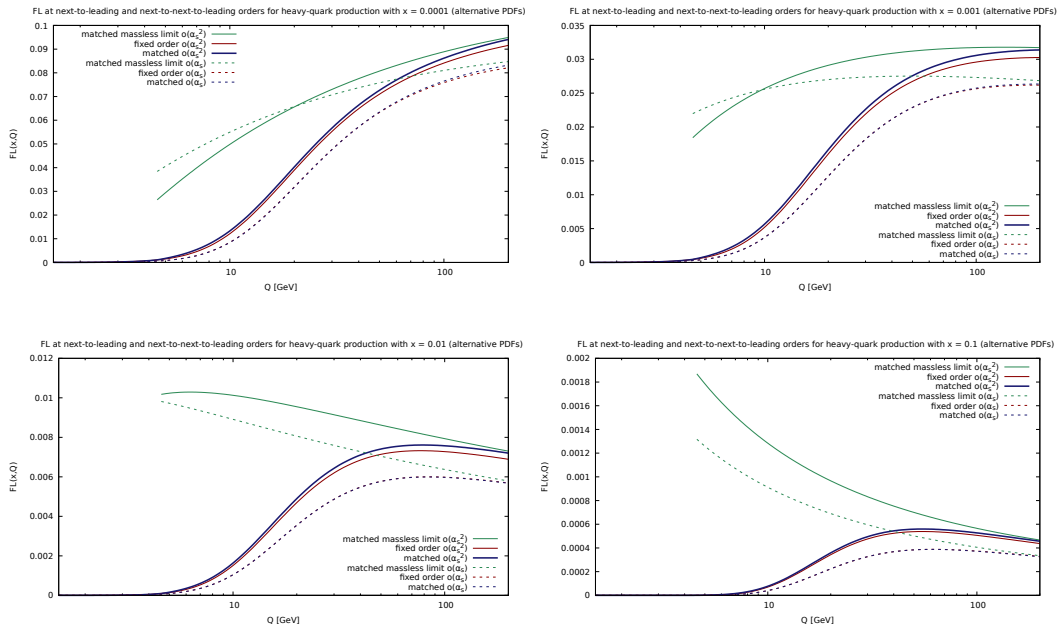 FL at next-to-leading and next-to-next-to-leading orders for heavy-quark production with x = 0.0001 (alternative PDFs)
0.1
0.09
0.08
0.07
0.06
0.05
0.04
0.03
0.02
0.01
0
FL(x,Q)
matched massless limit o(αₛ²)
fixed order o(αₛ²)
matched o(αₛ²)
matched massless limit o(αₛ)
fixed order o(αₛ)
matched o(αₛ)
10
100
Q [GeV]
FL at next-to-leading and next-to-next-to-leading orders for heavy-quark production with x = 0.001 (alternative PDFs)
0.035
0.03
0.025
0.02
0.015
0.01
0.005
0
FL(x,Q)
matched massless limit o(αₛ²)
fixed order o(αₛ²)
matched o(αₛ²)
matched massless limit o(αₛ)
fixed order o(αₛ)
matched o(αₛ)
10
100
Q [GeV]
FL at next-to-leading and next-to-next-to-leading orders for heavy-quark production with x = 0.01 (alternative PDFs)
0.012
0.01
0.008
0.006
0.004
0.002
0
FL(x,Q)
matched massless limit o(αₛ²)
fixed order o(αₛ²)
matched o(αₛ²)
matched massless limit o(αₛ)
fixed order o(αₛ)
matched o(αₛ)
10
100
Q [GeV]
FL at next-to-leading and next-to-next-to-leading orders for heavy-quark production with x = 0.1 (alternative PDFs)
0.002
0.0018
0.0016
0.0014
0.0012
0.001
0.0008
0.0006
0.0004
0.0002
0
FL(x,Q)
matched massless limit o(αₛ²)
fixed order o(αₛ²)
matched o(αₛ²)
matched massless limit o(αₛ)
fixed order o(αₛ)
matched o(αₛ)
10
100
Q [GeV]